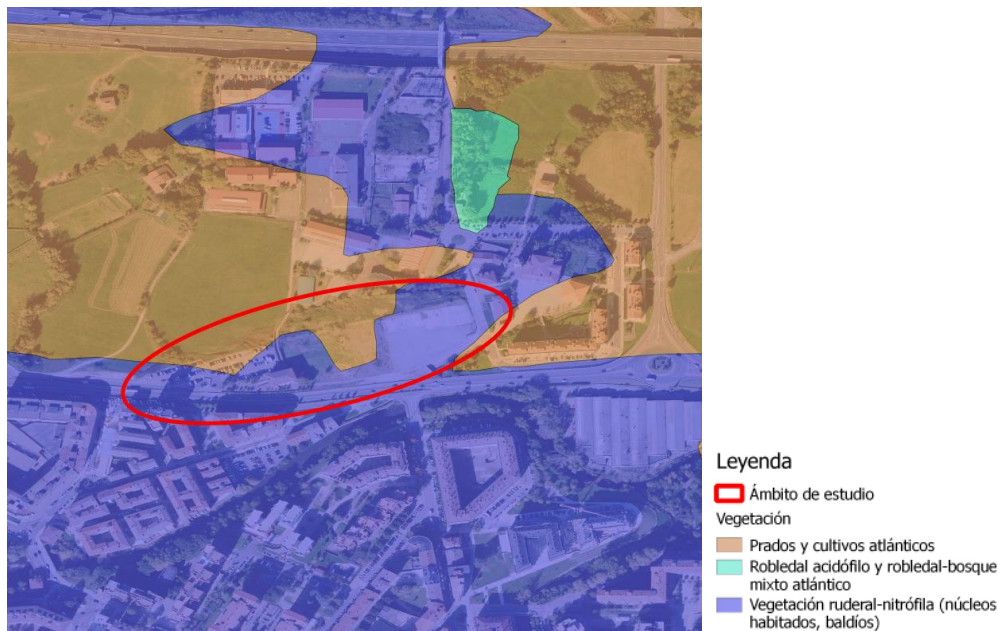 Leyenda
Ámbito de estudio
Vegetación
Prados y cultivos atlánticos
Robledal acidófilo y robledal-bosque
mixto atlántico
Vegetación ruderal-nitrófila (núcleos
habitados, baldíos)